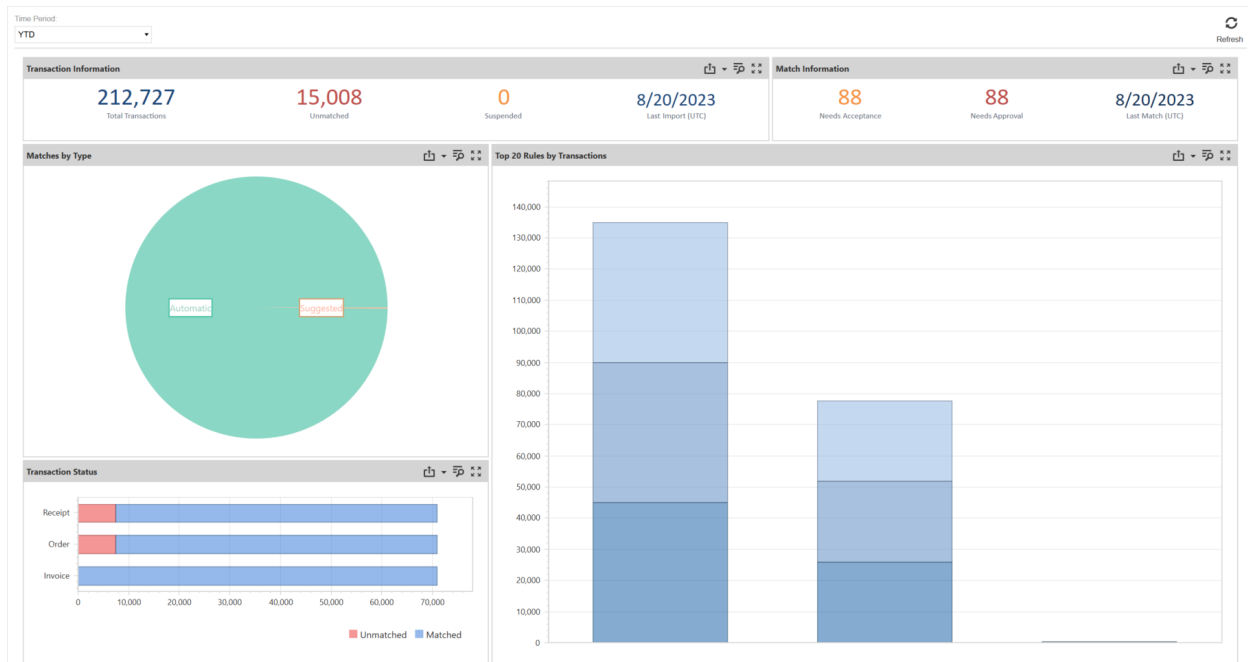 Time Period:
YTD
Refresh
Transaction Information
212,727
Total Transactions
15,008
Unmatched
0
Suspended
8/20/2023
Last Import (UTC)
Match Information
88
Needs Acceptance
88
Needs Approval
8/20/2023
Last Match (UTC)
Matches by Type
Automatic
Suggested
Top 20 Rules by Transactions
140,000
130,000
120,000
110,000
100,000
90,000
80,000
70,000
60,000
50,000
40,000
30,000
20,000
10,000
0
Transaction Status
Receipt
Order
Invoice
0 10,000 20,000 30,000 40,000 50,000 60,000 70,000
Unmatched Matched